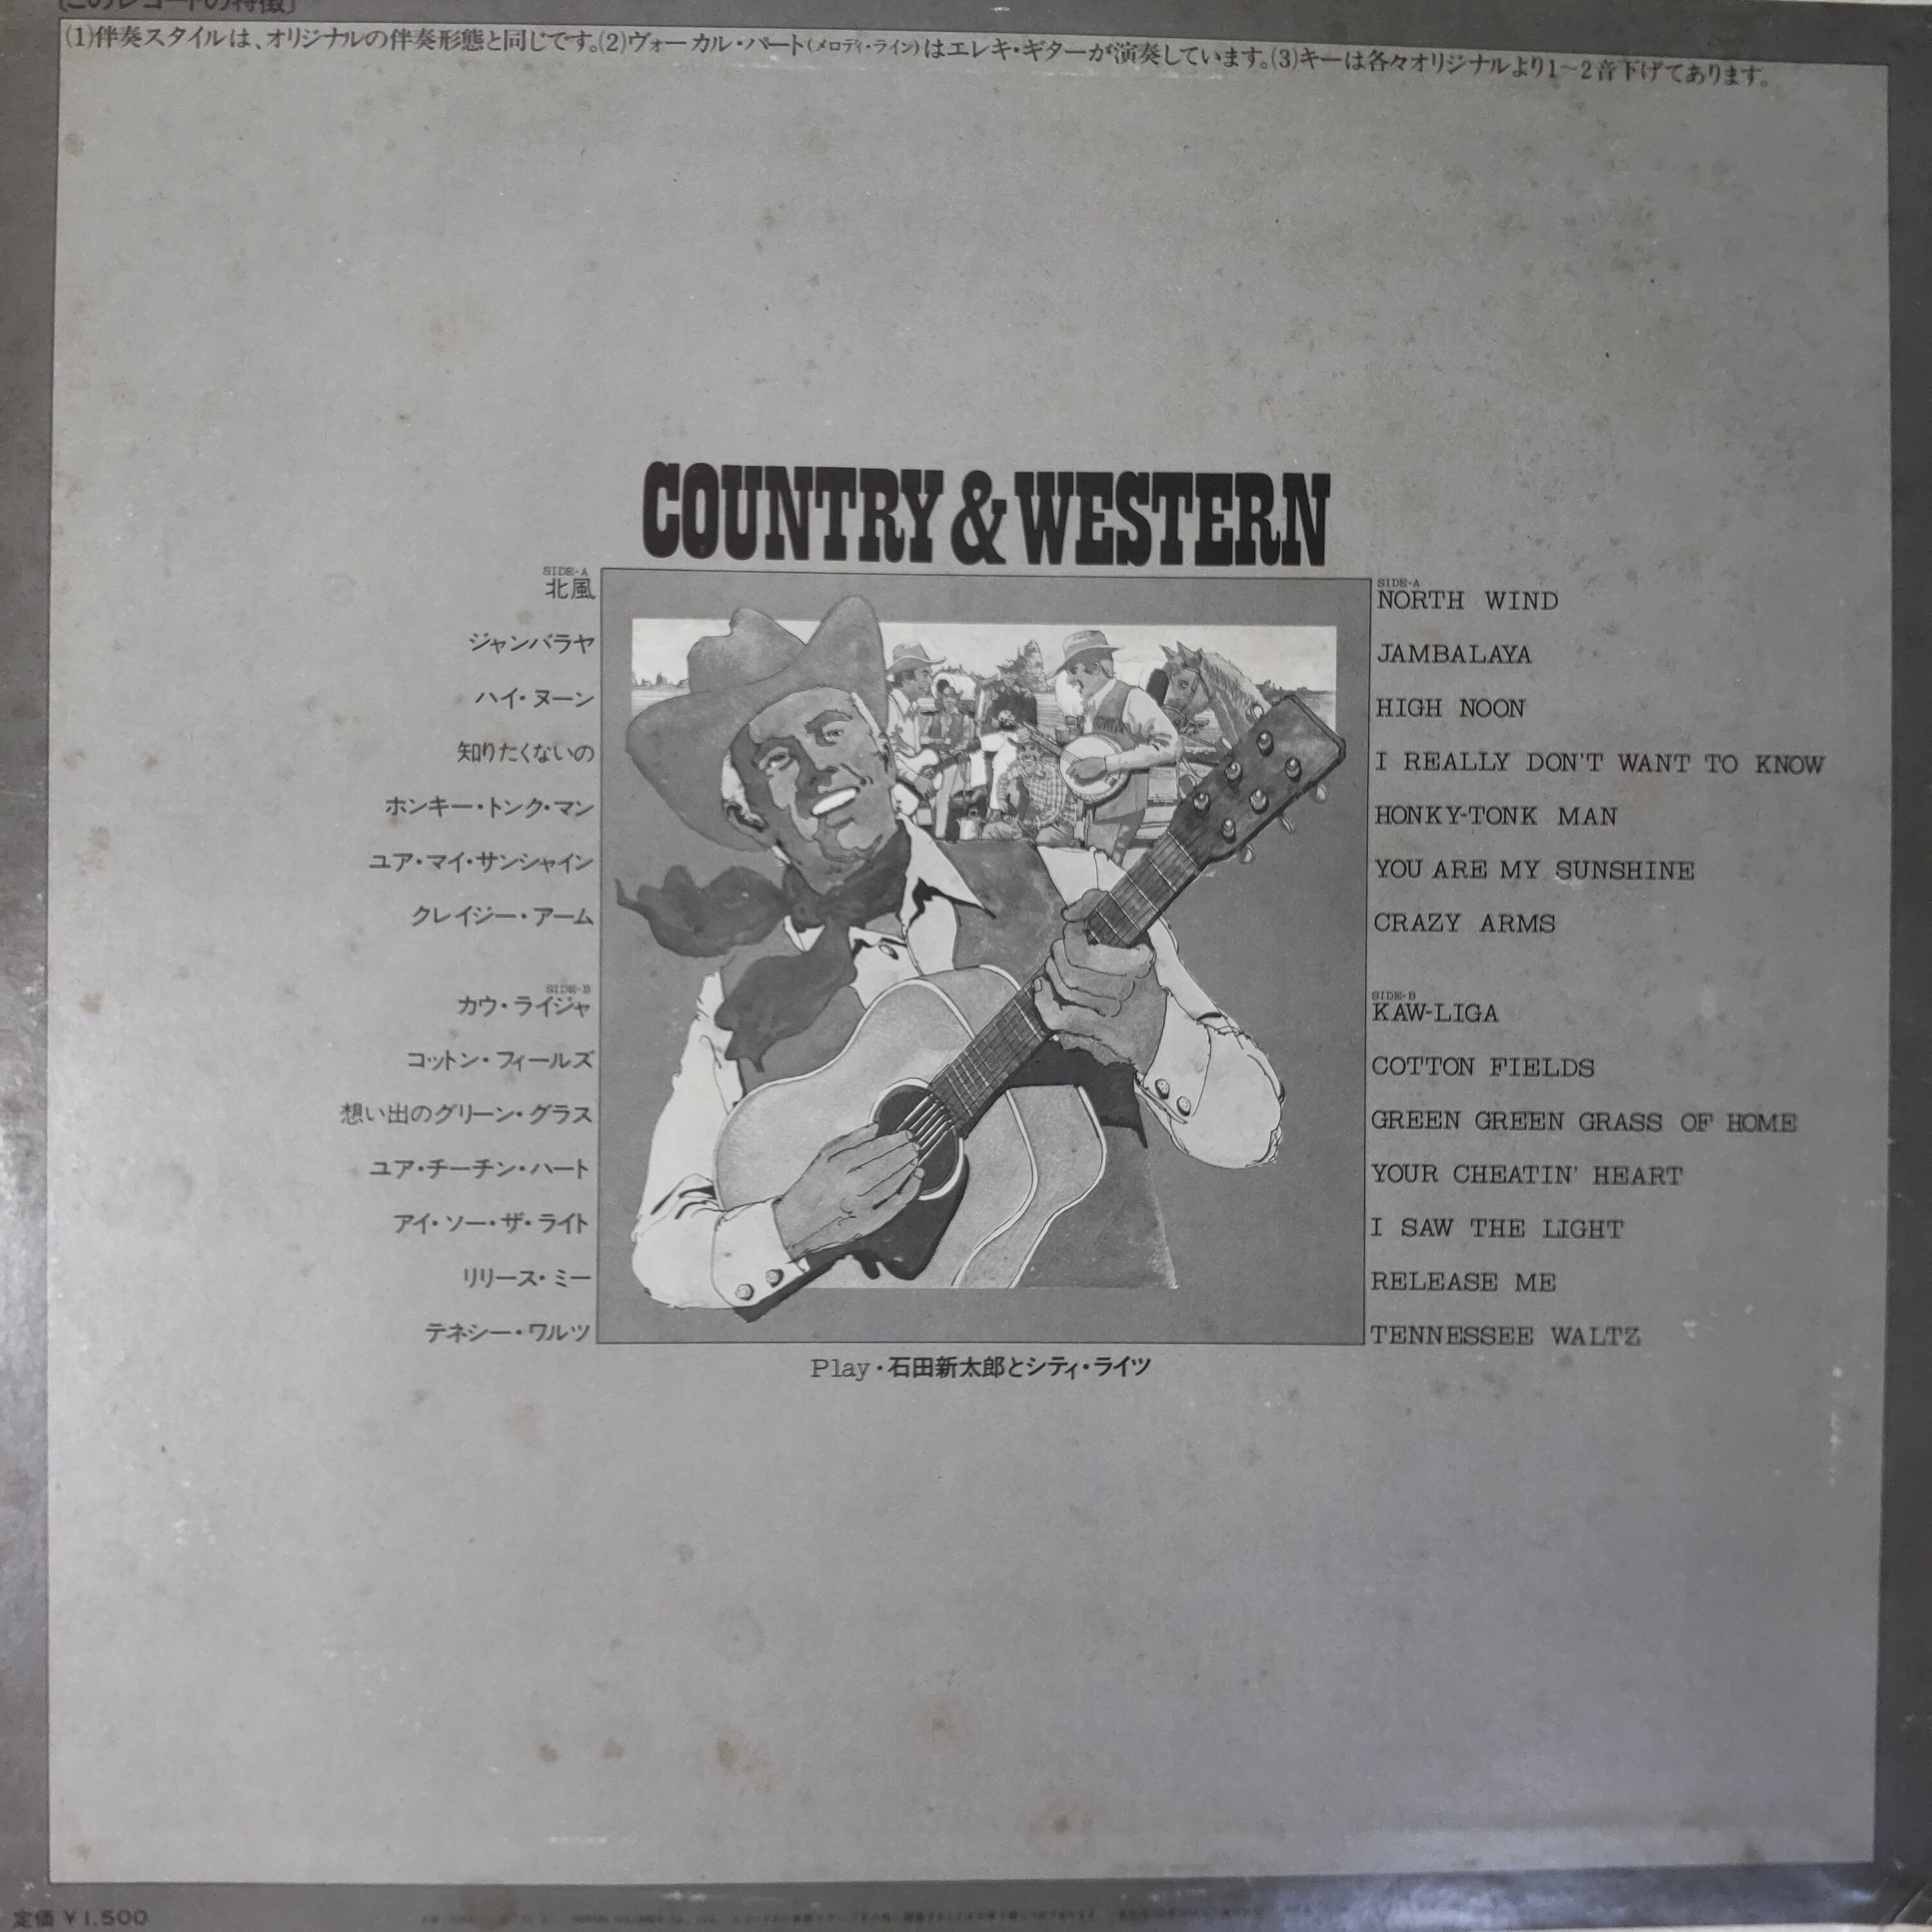 〔このレコードの特徴〕
(1)伴奏スタイルは、オリジナルの伴奏形態と同じです。(2)ヴォーカル・パート(メロディ・ライン)はエレキ・ギターが演奏しています。(3)キーは各々オリジナルより1〜2音下げてあります。
COUNTRY & WESTERN
SIDE-A
北風
ジャンバラヤ
ハイ・ヌーン
知りたくないの
ホンキー・トンク・マン
ユア・マイ・サンシャイン
クレイジー・アーム
SIDE-B
カウ・ライジャ
コットン・フィールズ
想い出のグリーン・グラス
ユア・チーチン・ハート
アイ・ソー・ザ・ライト
リリース・ミー
テネシー・ワルツ
SIDE-A
NORTH WIND
JAMBALAYA
HIGH NOON
I REALLY DON'T WANT TO KNOW
HONKY-TONK MAN
YOU ARE MY SUNSHINE
CRAZY ARMS
SIDE-B
KAW-LIGA
COTTON FIELDS
GREEN GREEN GRASS OF HOME
YOUR CHEATIN' HEART
I SAW THE LIGHT
RELEASE ME
TENNESSEE WALTZ
Play・石田新太郎とシティ・ライツ
定価 ¥1,500